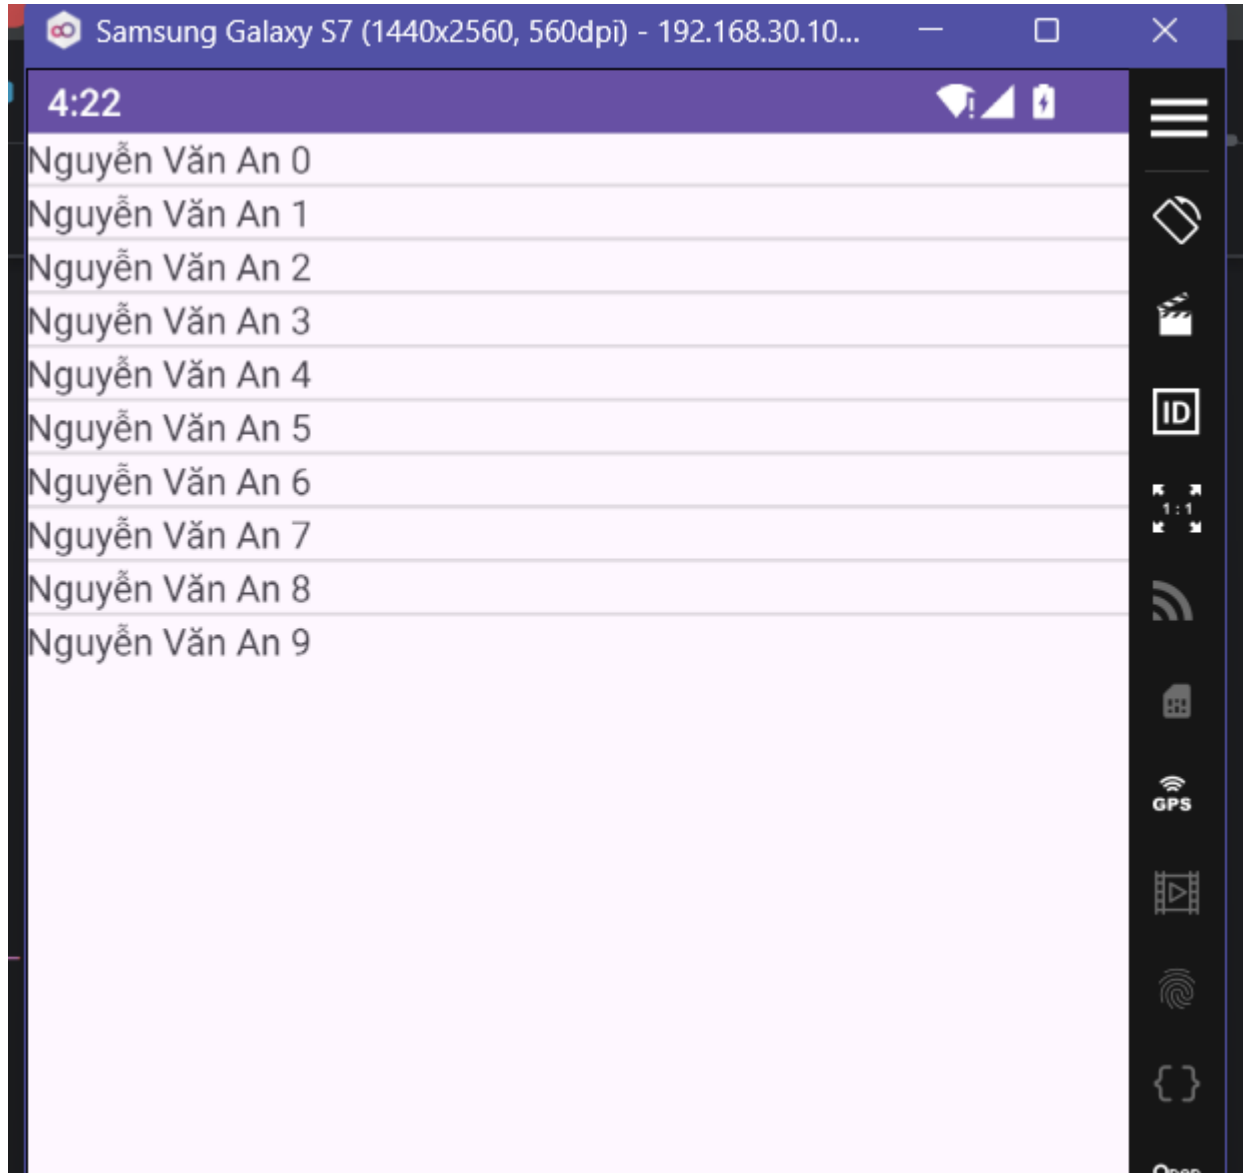 Samsung Galaxy S7 (1440x2560, 560dpi) - 192.168.30.10...
4:22
Nguyễn Văn An 0
Nguyễn Văn An 1
Nguyễn Văn An 2
Nguyễn Văn An 3
Nguyễn Văn An 4
Nguyễn Văn An 5
Nguyễn Văn An 6
Nguyễn Văn An 7
Nguyễn Văn An 8
Nguyễn Văn An 9
ID
1:1
GPS